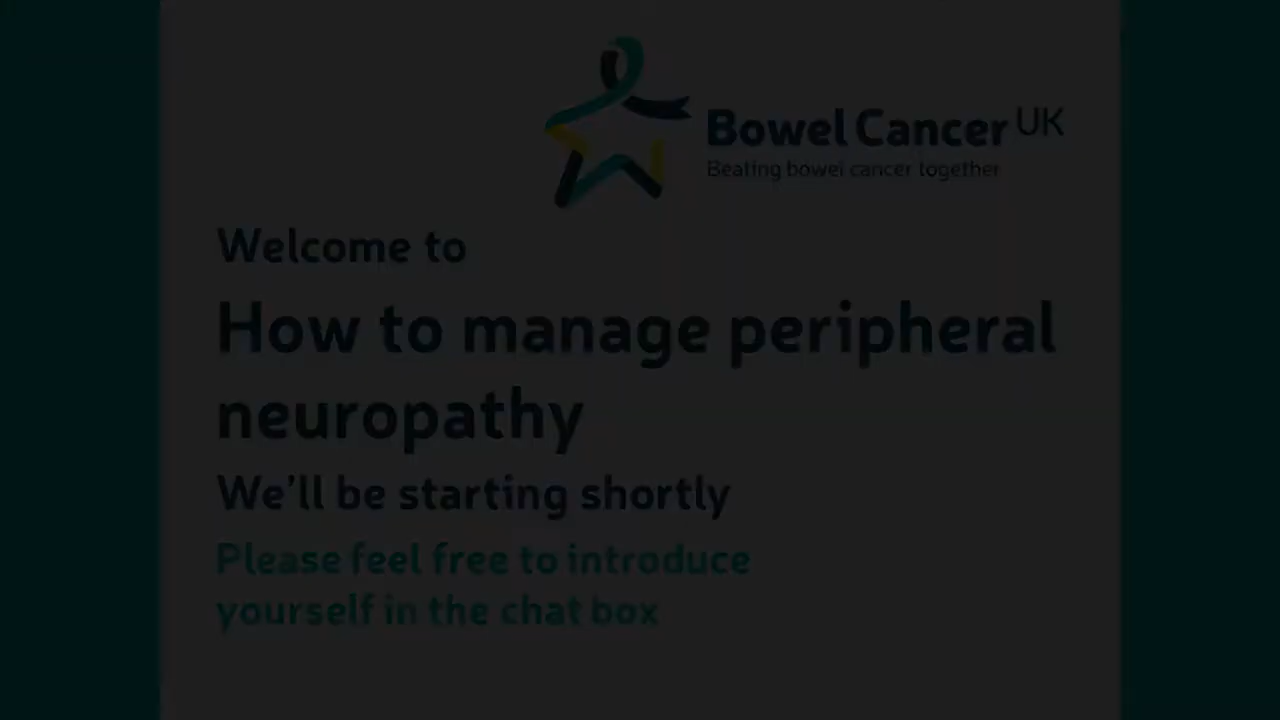 Bowel Cancer UK
Beating bowel cancer together
Welcome to
How to manage peripheral
neuropathy
We'll be starting shortly
Please feel free to introduce
yourself in the chat box